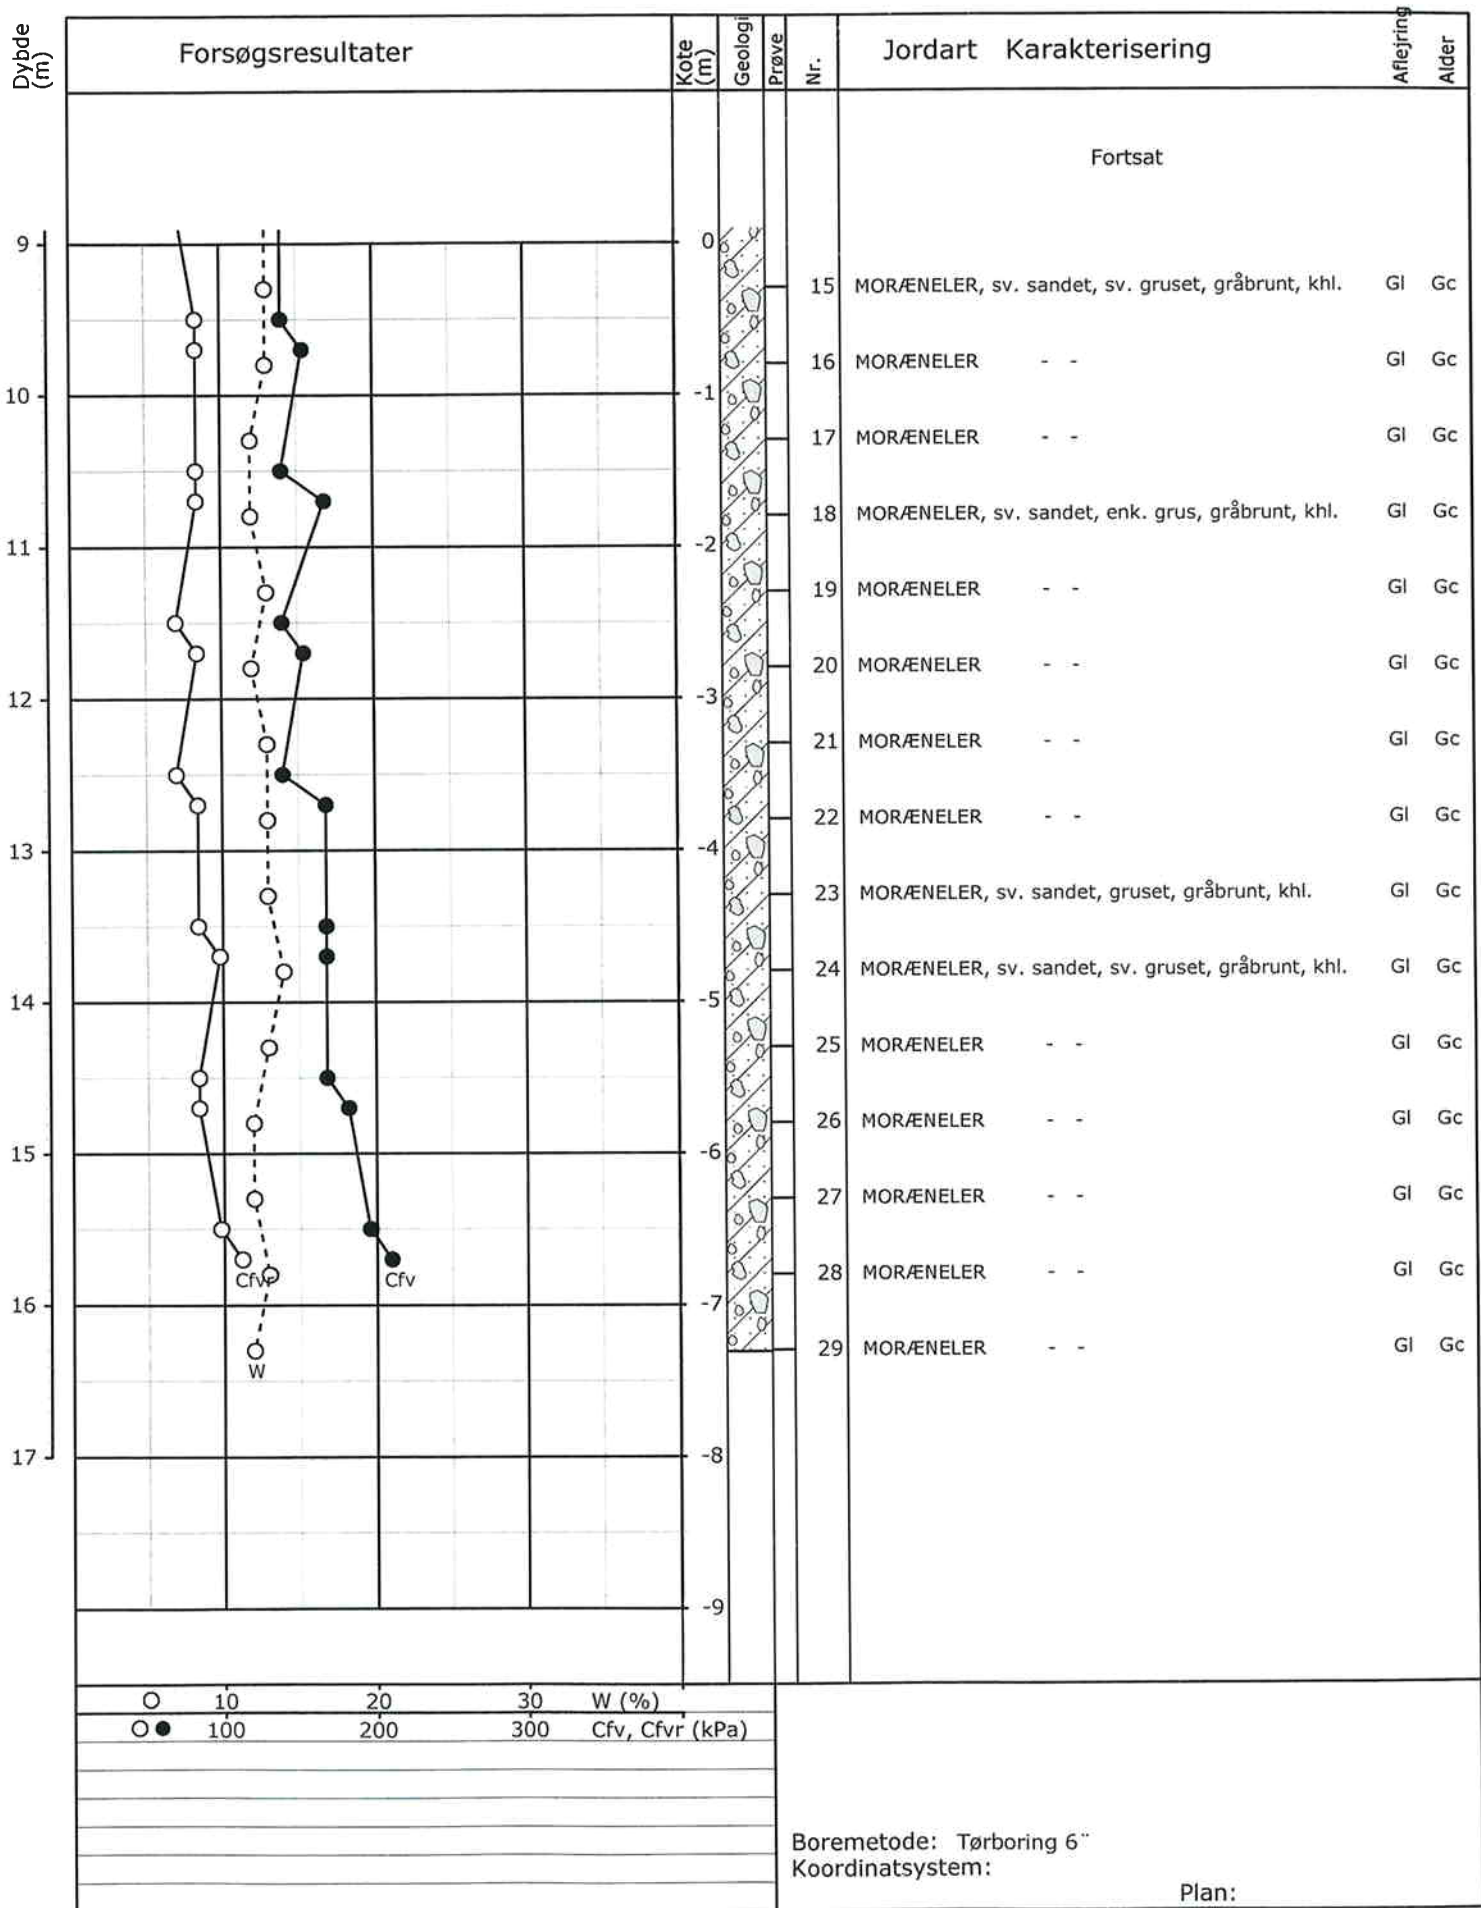 Dybde (m) Forsøgsresultater Kote (m) Geologi Prøve Nr. Jordart Karakterisering Aflejring Alder
Fortsat
9 0
15 MORÆNELER, sv. sandet, sv. gruset, gråbrunt, khl. Gl Gc
16 MORÆNELER - - Gl Gc
10 -1
17 MORÆNELER - - Gl Gc
18 MORÆNELER, sv. sandet, enk. grus, gråbrunt, khl. Gl Gc
11 -2
19 MORÆNELER - - Gl Gc
20 MORÆNELER - - Gl Gc
12 -3
21 MORÆNELER - - Gl Gc
22 MORÆNELER - - Gl Gc
13 -4
23 MORÆNELER, sv. sandet, gruset, gråbrunt, khl. Gl Gc
24 MORÆNELER, sv. sandet, sv. gruset, gråbrunt, khl. Gl Gc
14 -5
25 MORÆNELER - - Gl Gc
26 MORÆNELER - - Gl Gc
15 -6
27 MORÆNELER - - Gl Gc
Cfvr Cfv 28 MORÆNELER - - Gl Gc
16 -7
29 MORÆNELER - - Gl Gc
W
17 -8
-9
10 20 30 W (%)
100 200 300 Cfv, Cfvr (kPa)
Boremetode: Tørboring 6¨
Koordinatsystem:
Plan: